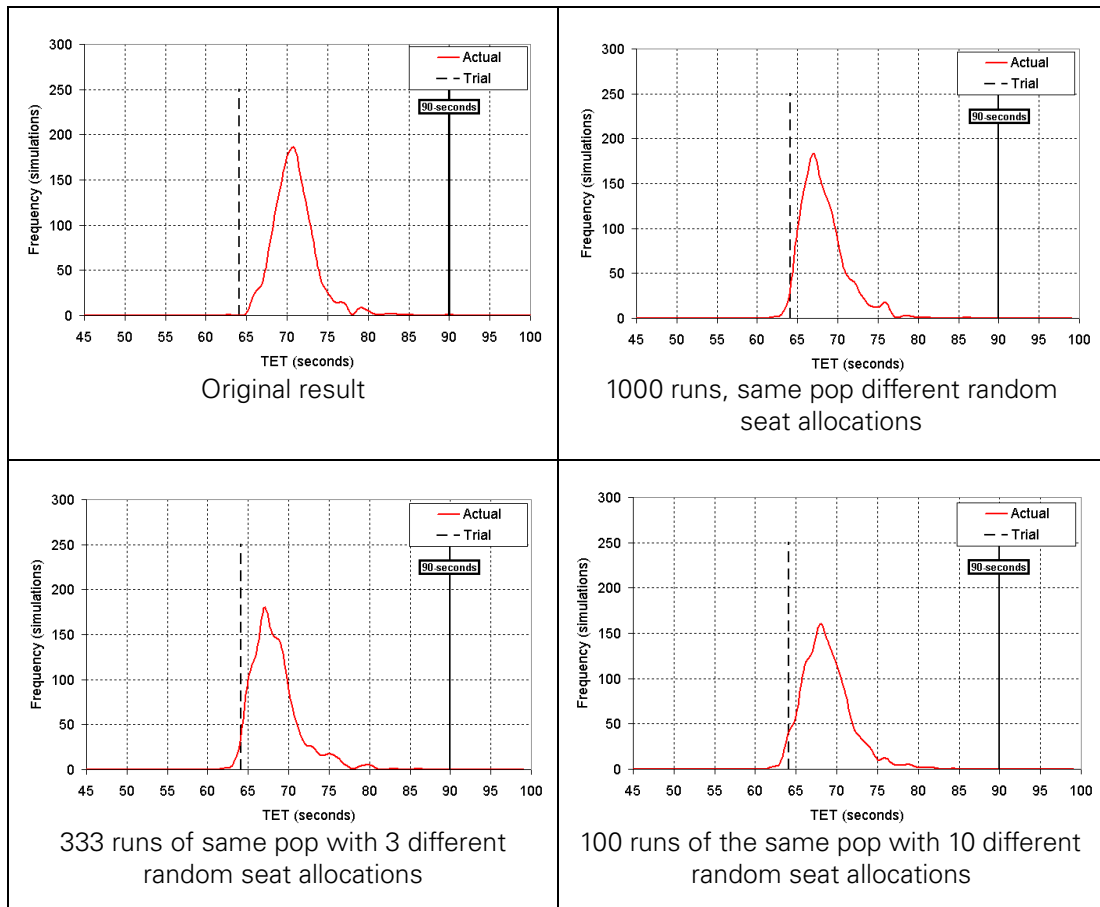 300
250
200
150
100
50
0
Frequency (simulations)
Actual
Trial
90-seconds
45 50 55 60 65 70 75 80 85 90 95 100
TET (seconds)
Original result
300
250
200
150
100
50
0
Frequency (simulations)
Actual
Trial
90-seconds
45 50 55 60 65 70 75 80 85 90 95 100
TET (seconds)
1000 runs, same pop different random
seat allocations
300
250
200
150
100
50
0
Frequency (simulations)
Actual
Trial
90-seconds
45 50 55 60 65 70 75 80 85 90 95 100
TET (seconds)
333 runs of same pop with 3 different
random seat allocations
300
250
200
150
100
50
0
Frequency (simulations)
Actual
Trial
90-seconds
45 50 55 60 65 70 75 80 85 90 95 100
TET (seconds)
100 runs of the same pop with 10 different
random seat allocations